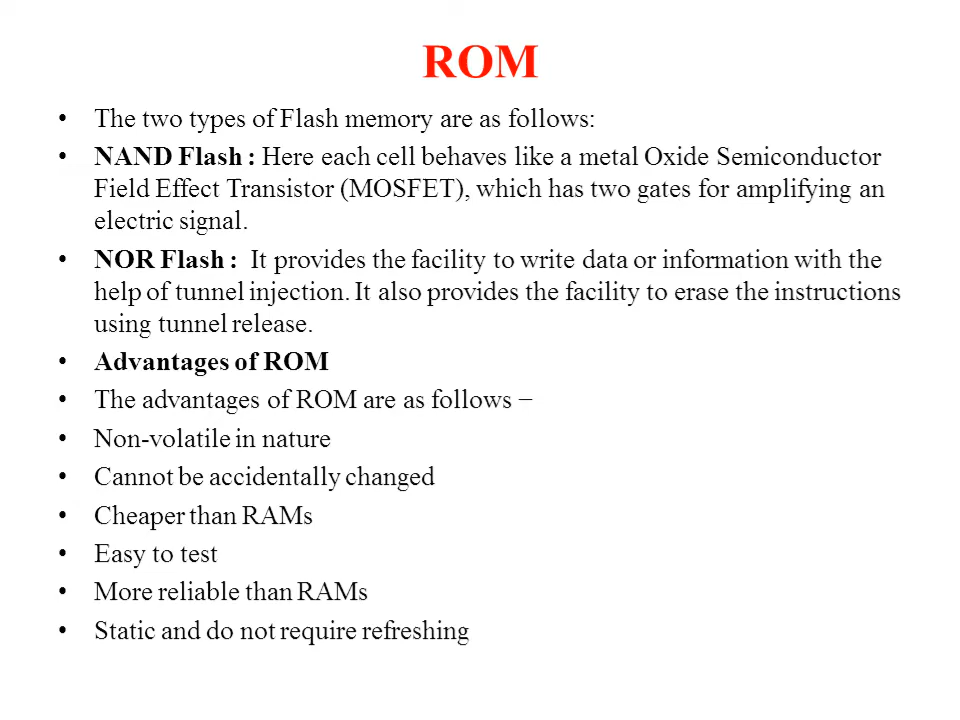 ROM
• The two types of Flash memory are as follows:
• NAND Flash : Here each cell behaves like a metal Oxide Semiconductor
Field Effect Transistor (MOSFET), which has two gates for amplifying an
electric signal.
• NOR Flash : It provides the facility to write data or information with the
help of tunnel injection. It also provides the facility to erase the instructions
using tunnel release.
• Advantages of ROM
• The advantages of ROM are as follows −
• Non-volatile in nature
• Cannot be accidentally changed
• Cheaper than RAMs
• Easy to test
• More reliable than RAMs
• Static and do not require refreshing